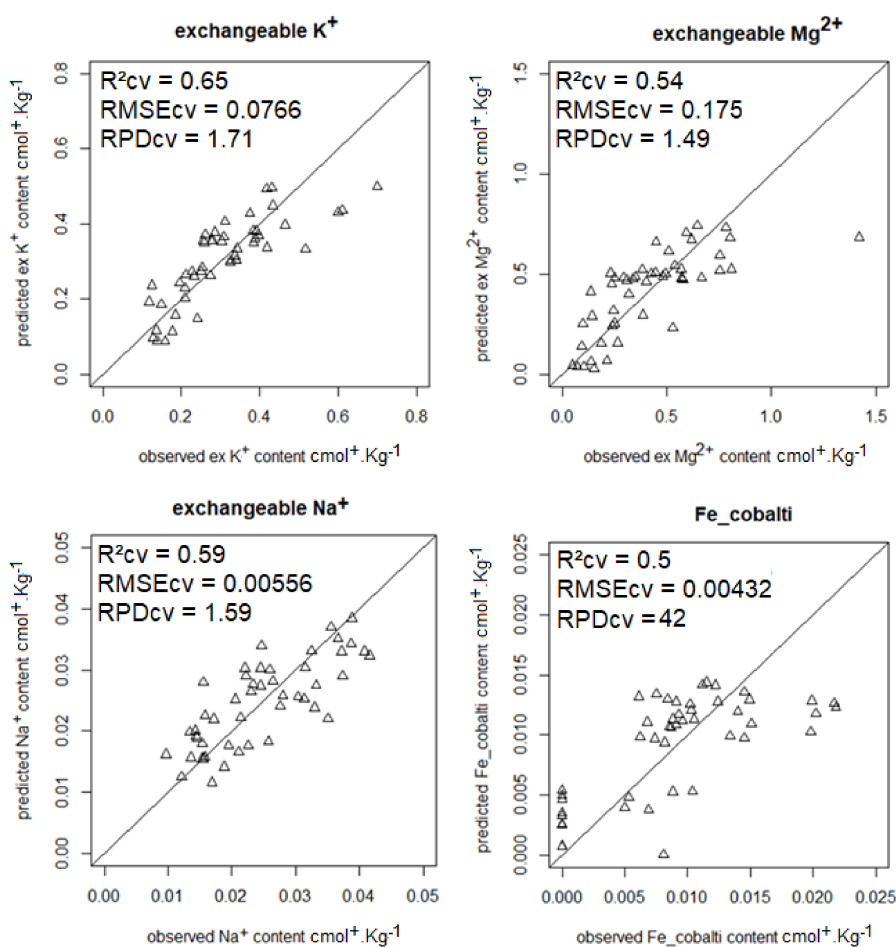 exchangeable K⁺
R²cv = 0.65
RMSEcv = 0.0766
RPDcv = 1.71
predicted ex K⁺ content cmol⁺.Kg⁻¹
0.0 0.2 0.4 0.6 0.8
0.0 0.2 0.4 0.6 0.8
observed ex K⁺ content cmol⁺.Kg⁻¹
exchangeable Mg²⁺
R²cv = 0.54
RMSEcv = 0.175
RPDcv = 1.49
predicted ex Mg²⁺ content cmol⁺.Kg⁻¹
0.0 0.5 1.0 1.5
0.0 0.5 1.0 1.5
observed ex Mg²⁺ content cmol⁺.Kg⁻¹
exchangeable Na⁺
R²cv = 0.59
RMSEcv = 0.00556
RPDcv = 1.59
predicted Na⁺ content cmol⁺.Kg⁻¹
0.00 0.01 0.02 0.03 0.04 0.05
0.00 0.01 0.02 0.03 0.04 0.05
observed Na⁺ content cmol⁺.Kg⁻¹
Fe_cobalti
R²cv = 0.5
RMSEcv = 0.00432
RPDcv =42
predicted Fe_cobalti content cmol⁺.Kg⁻¹
0.000 0.005 0.010 0.015 0.020 0.025
0.000 0.005 0.010 0.015 0.020 0.025
observed Fe_cobalti content cmol⁺.Kg⁻¹